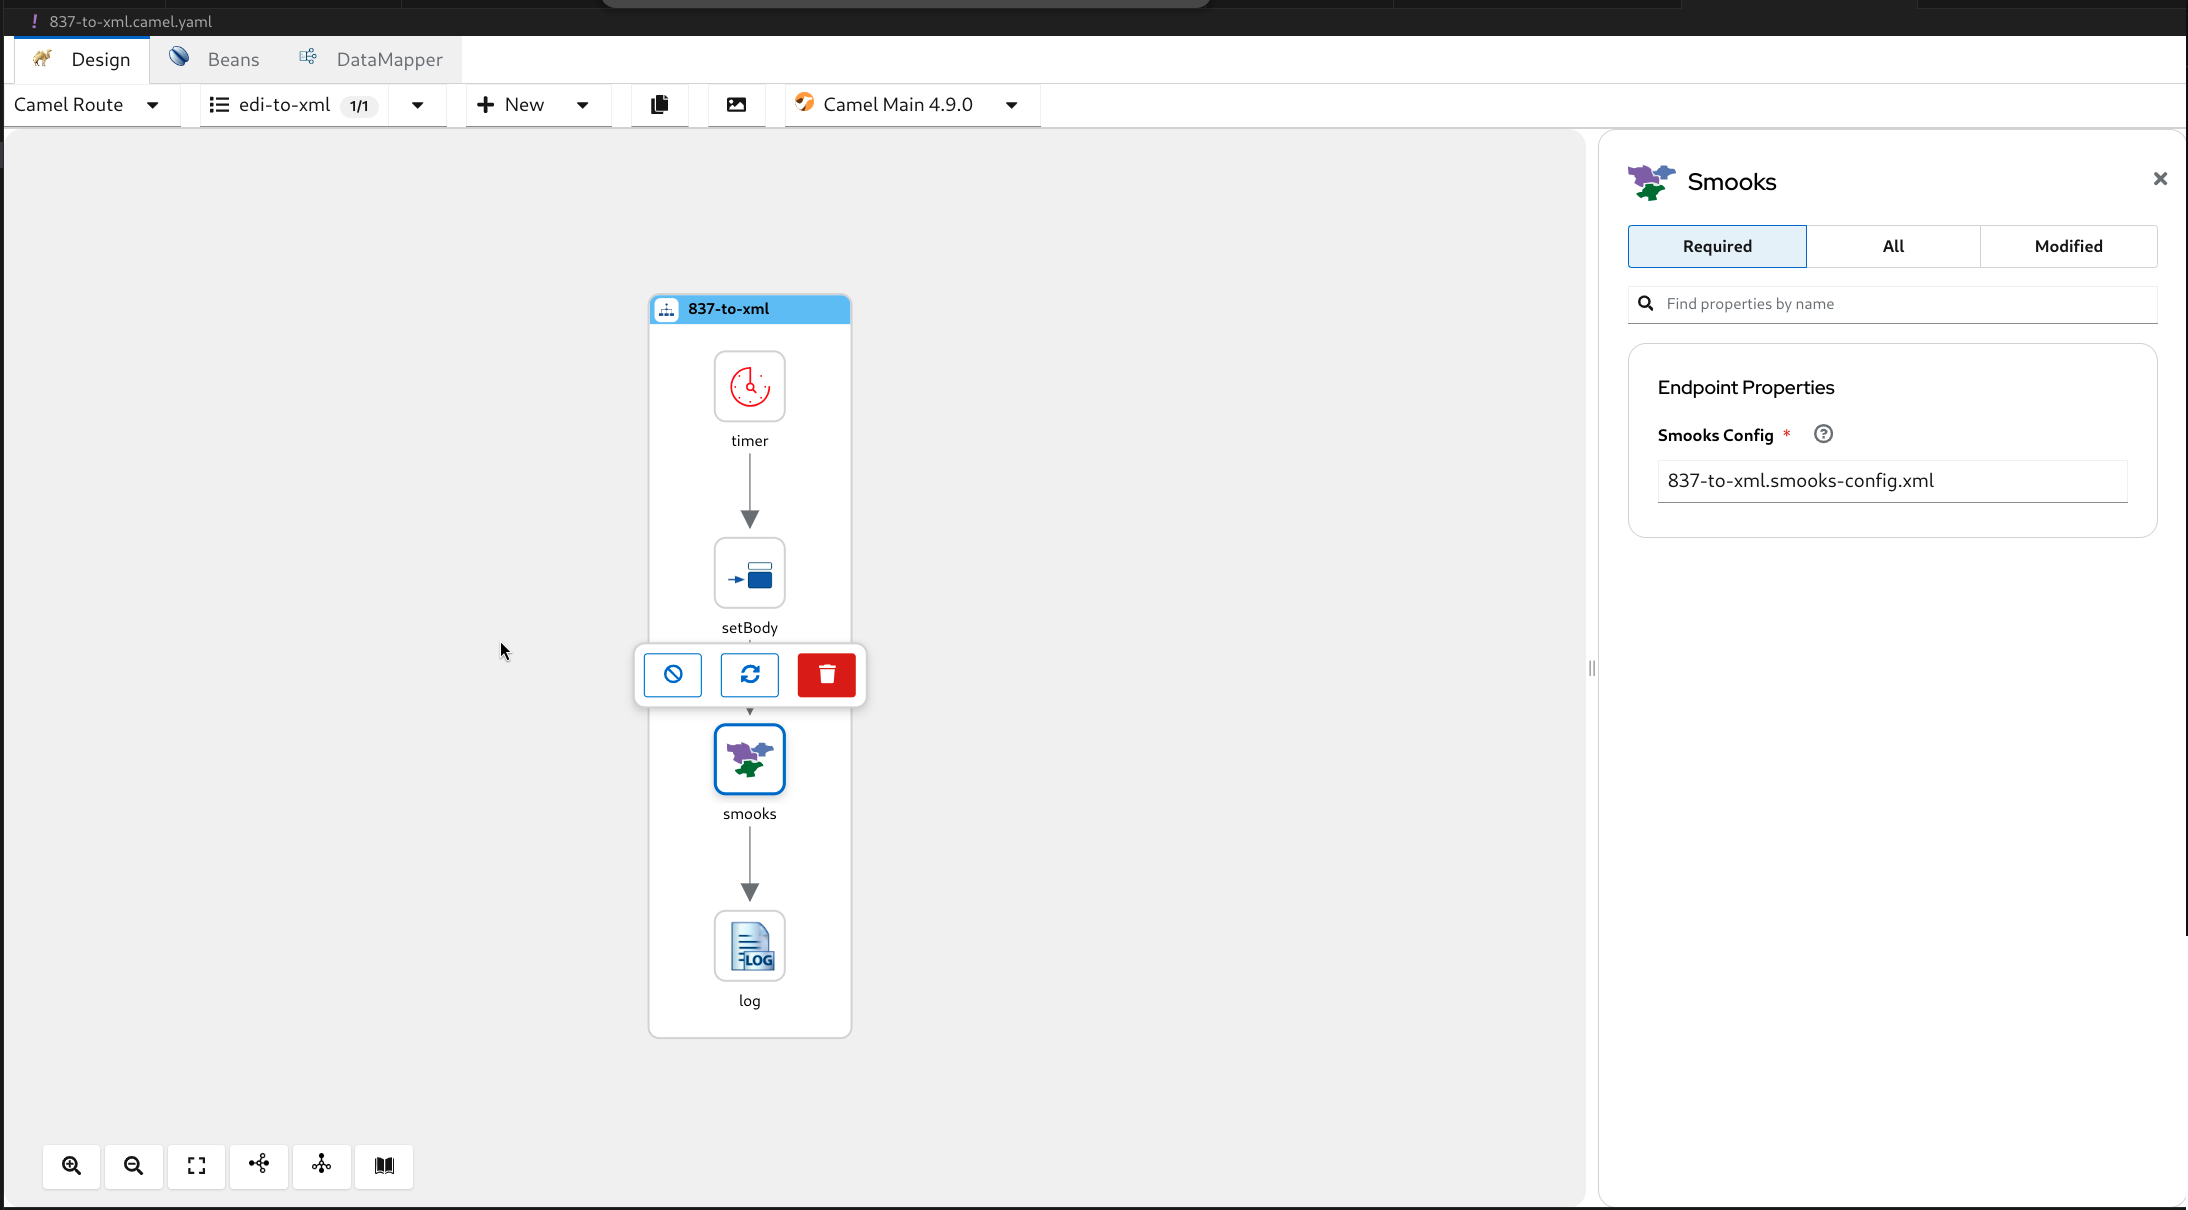 ! 837-to-xml.camel.yaml
Design Beans DataMapper
Camel Route edi-to-xml 1/1 New Camel Main 4.9.0
Smooks
Required All Modified
Find properties by name
Endpoint Properties
Smooks Config *
837-to-xml.smooks-config.xml
837-to-xml
timer
setBody
smooks
LOG
log